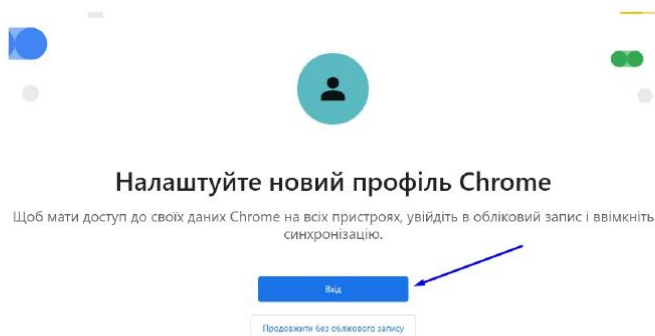 Налаштуйте новий профіль Chrome
Щоб мати доступ до своїх даних Chrome на всіх пристроях, увійдіть в обліковий запис і ввімкніть
синхронізацію.
Вхід
Продовжити без облікового запису